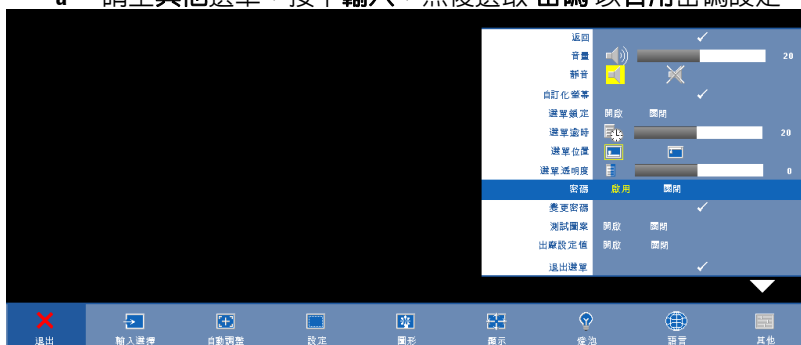 a 請至其他選單，按下輸入，然後選取 密碼 以啓用密碼設定
返回
音量 20
靜音
自訂化螢幕
選單鎖定 開啟 關閉
選單逾時 20
選單位置
選單透明度 0
密碼 啟用 關閉
變更密碼
測試圖案 開啟 關閉
出廠設定值 開啟 關閉
退出選單
退出 輸入選擇 自動調整 設定 圖形 顯示 燈泡 語言 其他